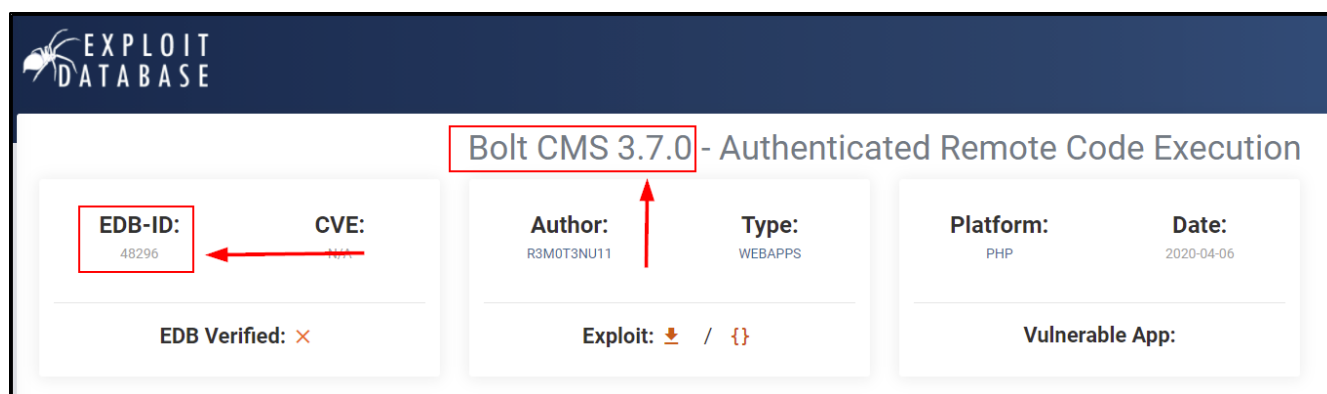 EXPLOIT
DATABASE
Bolt CMS 3.7.0 - Authenticated Remote Code Execution
EDB-ID:
48296
CVE:
N/A
Author:
R3M0T3NU11
Type:
WEBAPPS
Platform:
PHP
Date:
2020-04-06
EDB Verified: ×
Exploit: / {}
Vulnerable App: